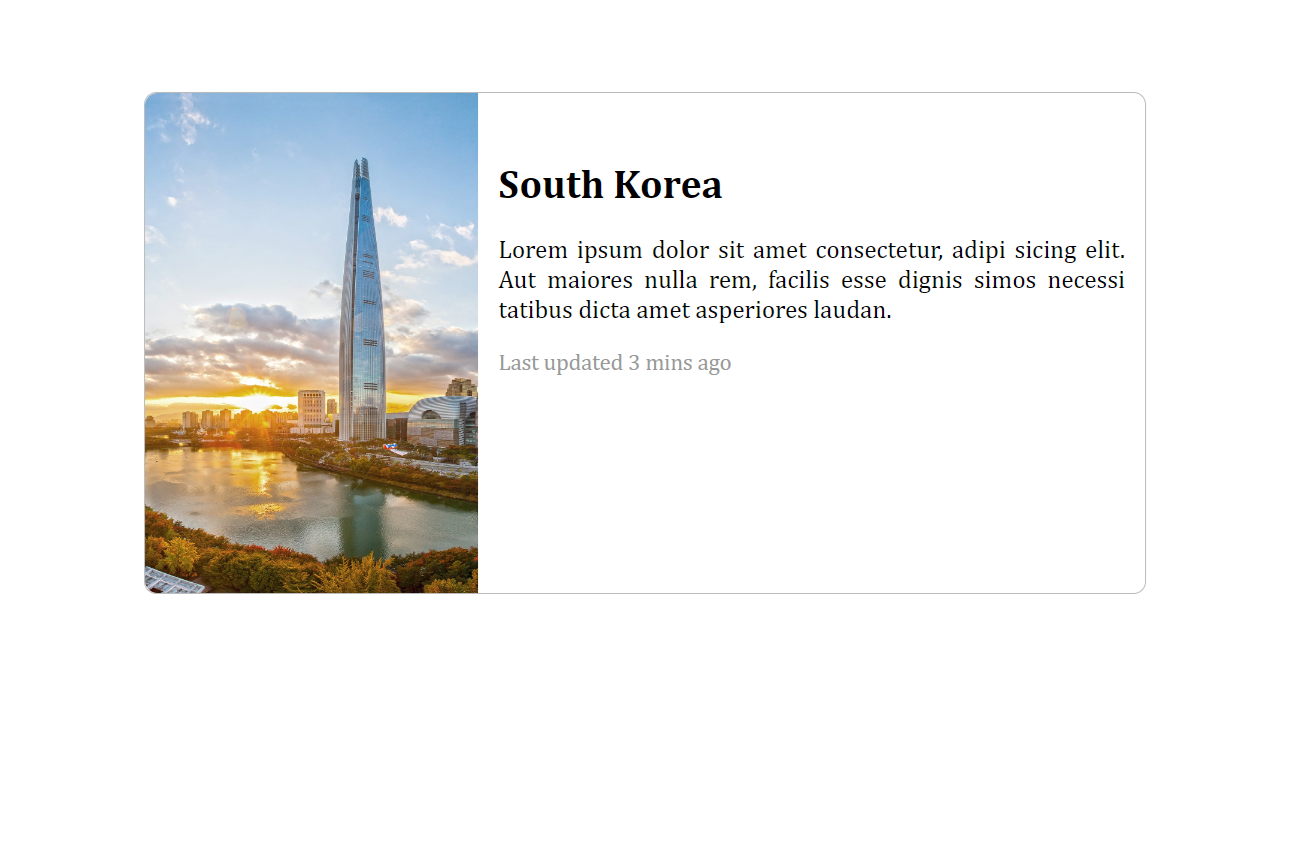 South Korea
Lorem ipsum dolor sit amet consectetur, adipi sicing elit.
Aut maiores nulla rem, facilis esse dignis simos necessi
tatibus dicta amet asperiores laudan.
Last updated 3 mins ago